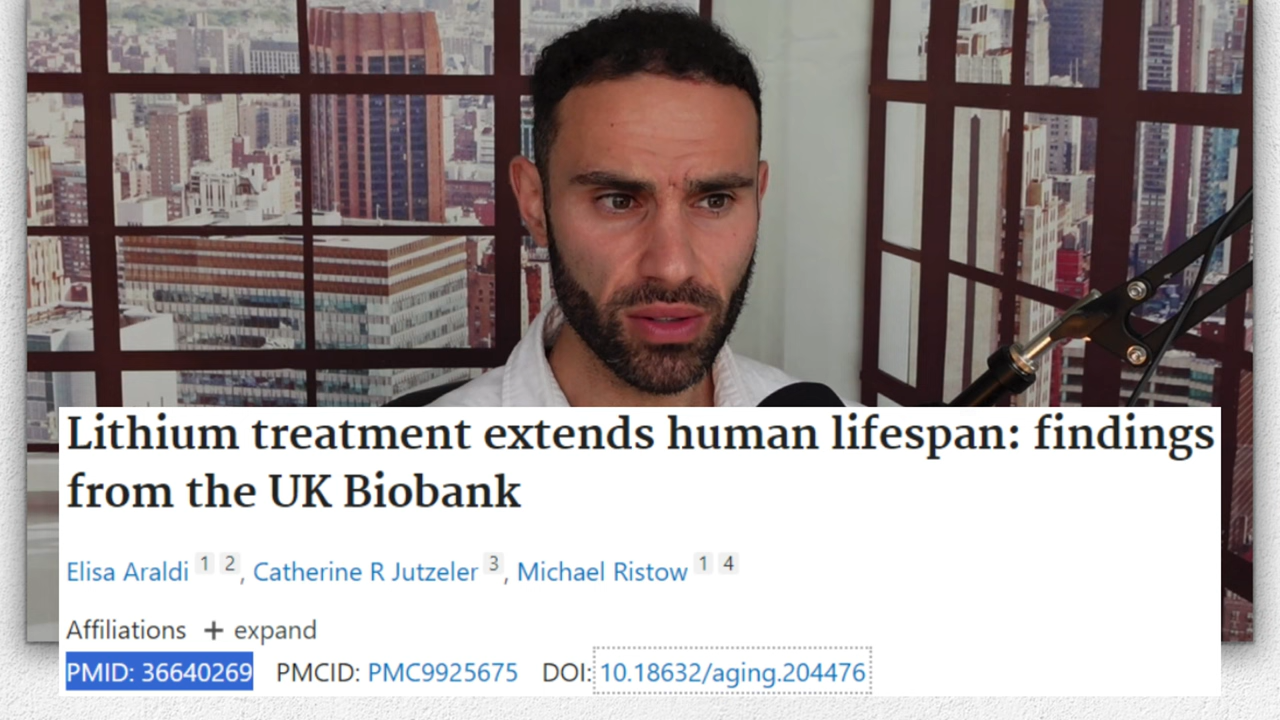 Lithium treatment extends human lifespan: findings
from the UK Biobank
Elisa Araldi 1 2, Catherine R Jutzeler 3, Michael Ristow 1 4
Affiliations + expand
PMID: 36640269 PMCID: PMC9925675 DOI: 10.18632/aging.204476